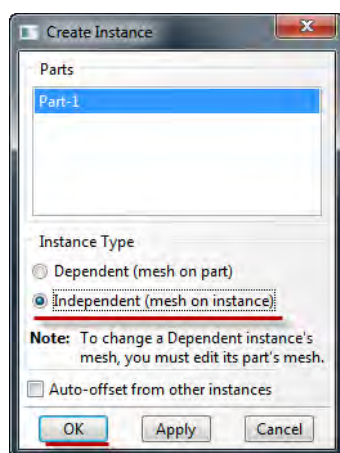 Create Instance
Parts
Part-1
Instance Type
Dependent (mesh on part)
Independent (mesh on instance)
Note: To change a Dependent instance's
mesh, you must edit its part's mesh.
Auto-offset from other instances
OK Apply Cancel